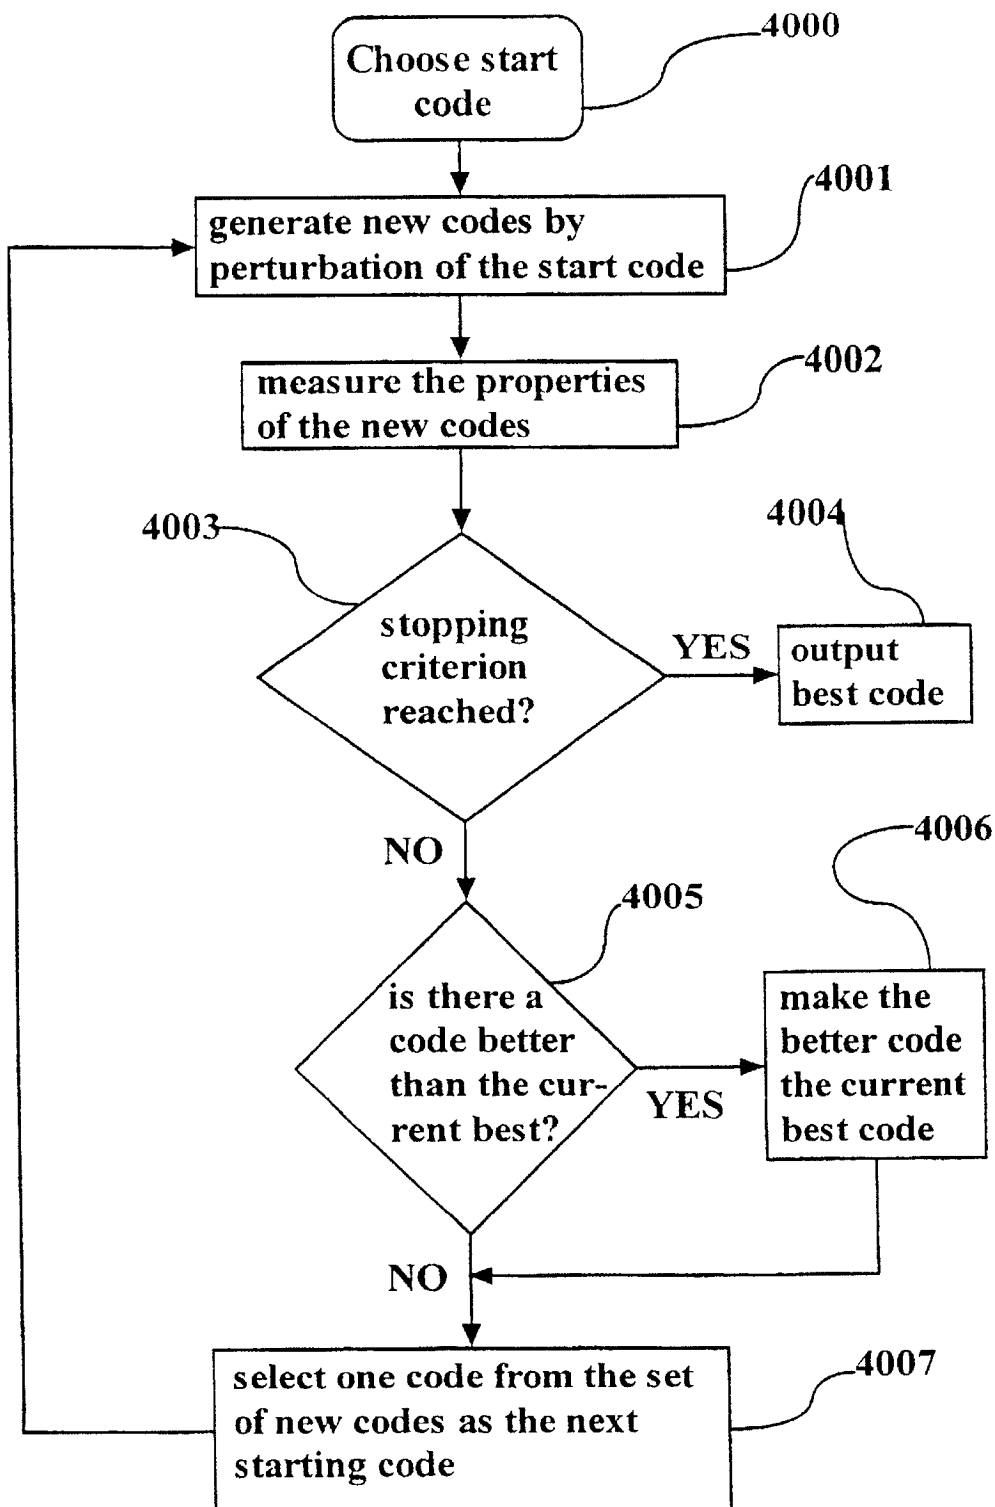 4000
Choose start
code
4001
generate new codes by
perturbation of the start code
4002
measure the properties
of the new codes
4003
stopping
criterion
reached?
YES
4004
output
best code
NO
4005
is there a
code better
than the cur-
rent best?
YES
4006
make the
better code
the current
best code
NO
4007
select one code from the set
of new codes as the next
starting code